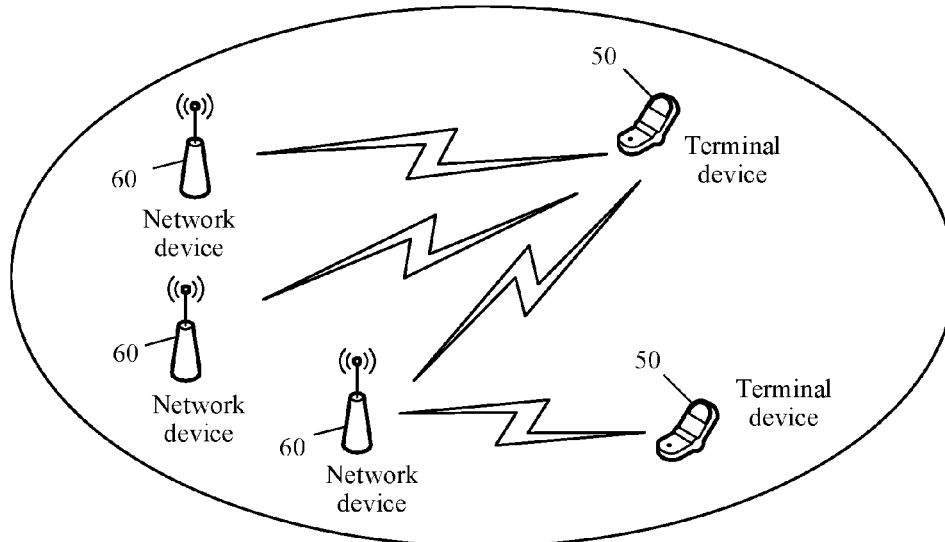 50
Terminal
device
60
Network
device
60
Network
device
50
Terminal
device
60
Network
device